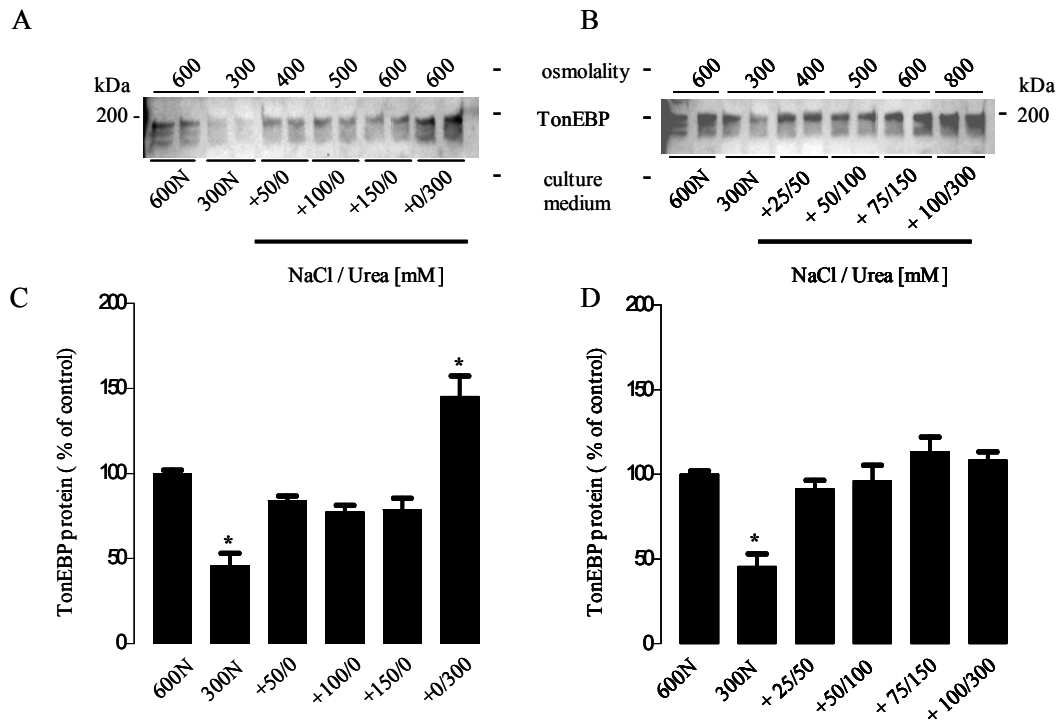 A
B
600 300 400 500 600 600
- osmolality -
600 300 400 500 600 800
kDa
kDa
200 -
- TonEBP -
- 200
600N 300N +50/0 +100/0 +150/0 +0/300
- culture medium -
600N 300N +25/50 + 50/100 + 75/150 + 100/300
NaCl / Urea [mM]
NaCl / Urea [mM]
C
TonEBP protein ( % of control)
200
150
100
50
0
*
*
600N 300N +50/0 +100/0 +150/0 +0/300
D
TonEBP protein ( % of control)
200
150
100
50
0
*
600N 300N + 25/50 +50/100 + 75/150 + 100/300